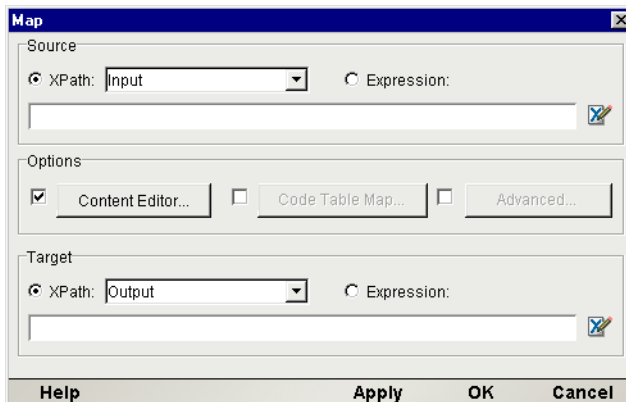 Map
Source
XPath: Input Expression:
Options
Content Editor... Code Table Map... Advanced...
Target
XPath: Output Expression:
Help Apply OK Cancel